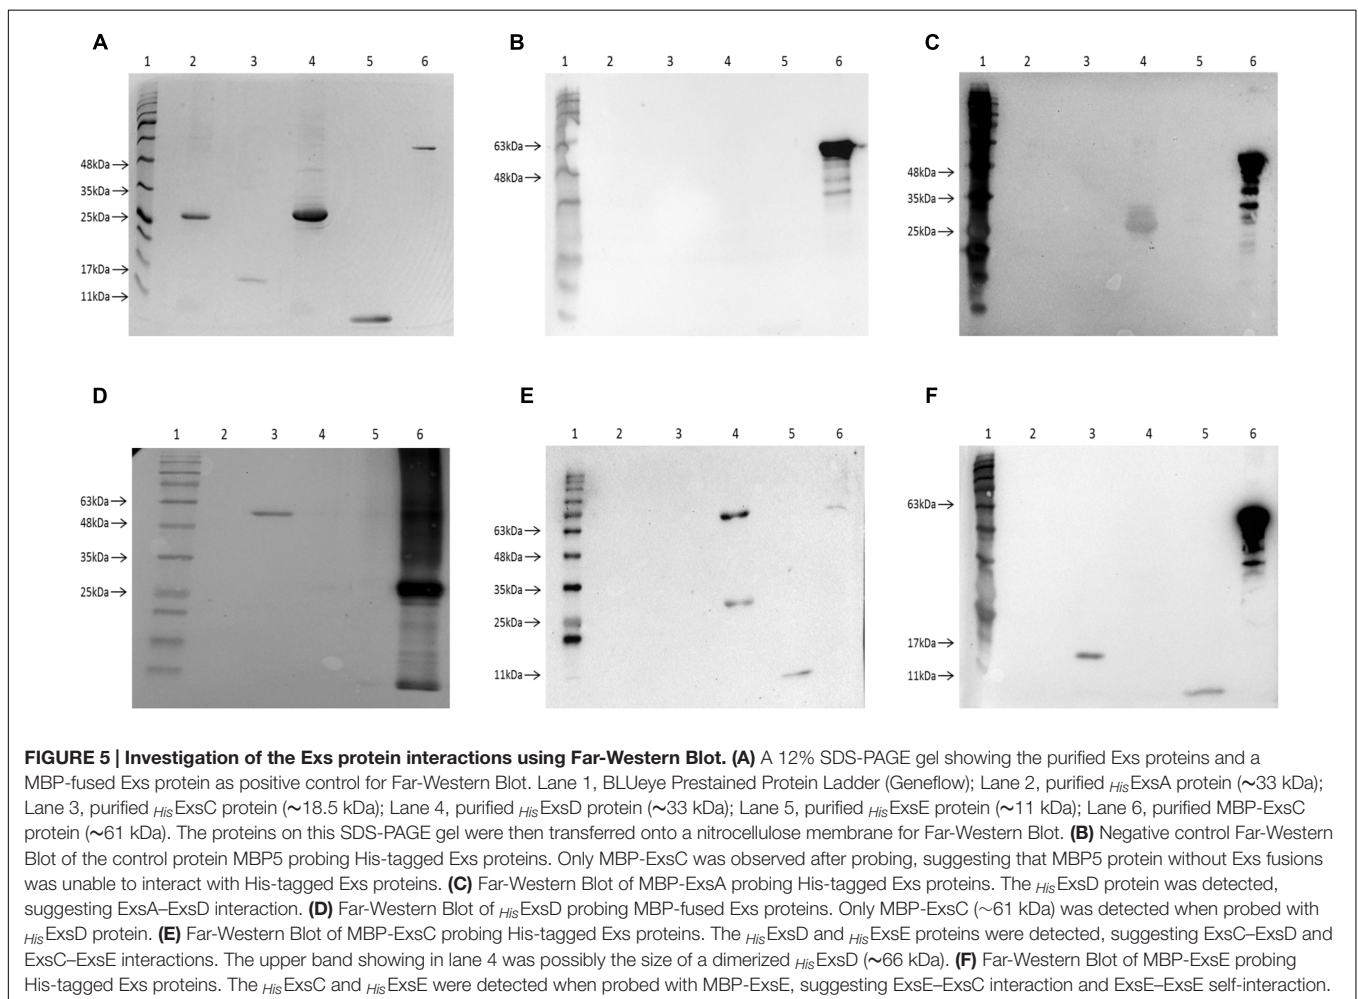 A
1 2 3 4 5 6
48kDa→
35kDa→
25kDa→
17kDa→
11kDa→
B
1 2 3 4 5 6
63kDa→
48kDa→
C
1 2 3 4 5 6
48kDa→
35kDa→
25kDa→
D
1 2 3 4 5 6
63kDa→
48kDa→
35kDa→
25kDa→
E
1 2 3 4 5 6
63kDa→
48kDa→
35kDa→
25kDa→
11kDa→
F
1 2 3 4 5 6
63kDa→
17kDa→
11kDa→
FIGURE 5 | Investigation of the Exs protein interactions using Far-Western Blot. (A) A 12% SDS-PAGE gel showing the purified Exs proteins and a
MBP-fused Exs protein as positive control for Far-Western Blot. Lane 1, BLUeye Prestained Protein Ladder (Geneflow); Lane 2, purified HisExsA protein (~33 kDa);
Lane 3, purified HisExsC protein (~18.5 kDa); Lane 4, purified HisExsD protein (~33 kDa); Lane 5, purified HisExsE protein (~11 kDa); Lane 6, purified MBP-ExsC
protein (~61 kDa). The proteins on this SDS-PAGE gel were then transferred onto a nitrocellulose membrane for Far-Western Blot. (B) Negative control Far-Western
Blot of the control protein MBP5 probing His-tagged Exs proteins. Only MBP-ExsC was observed after probing, suggesting that MBP5 protein without Exs fusions
was unable to interact with His-tagged Exs proteins. (C) Far-Western Blot of MBP-ExsA probing His-tagged Exs proteins. The HisExsD protein was detected,
suggesting ExsA–ExsD interaction. (D) Far-Western Blot of HisExsD probing MBP-fused Exs proteins. Only MBP-ExsC (~61 kDa) was detected when probed with
HisExsD protein. (E) Far-Western Blot of MBP-ExsC probing His-tagged Exs proteins. The HisExsD and HisExsE proteins were detected, suggesting ExsC–ExsD and
ExsC–ExsE interactions. The upper band showing in lane 4 was possibly the size of a dimerized HisExsD (~66 kDa). (F) Far-Western Blot of MBP-ExsE probing
His-tagged Exs proteins. The HisExsC and HisExsE were detected when probed with MBP-ExsE, suggesting ExsE–ExsC interaction and ExsE–ExsE self-interaction.